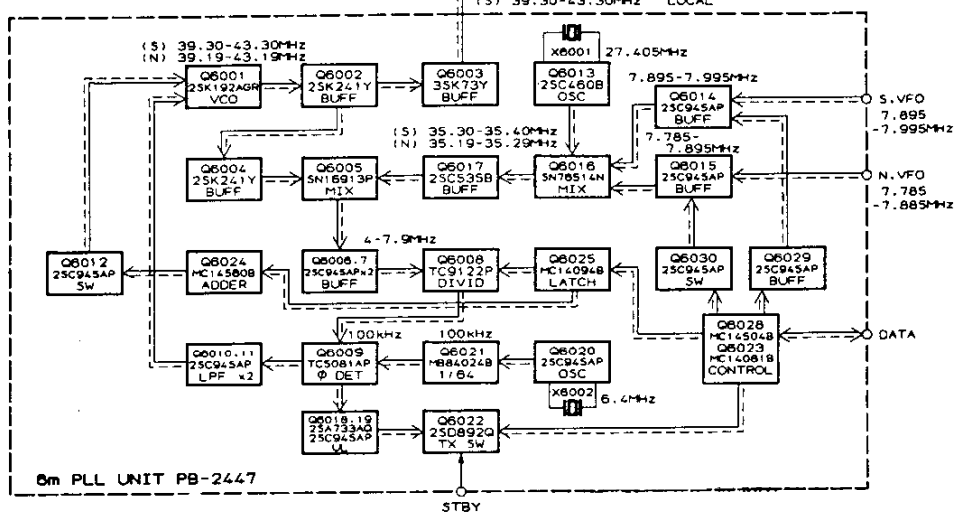 (S) 39.30-43.30MHz LOCAL
(S) 39.30-43.30MHz
(N) 39.19-43.19MHz
X6001
27.405MHz
Q6001
2SK192AGR
VCO
Q6002
2SK241Y
BUFF
Q6003
3SK73Y
BUFF
Q6013
2SC460B
OSC
7.895-7.995MHz
Q6014
2SC945AP
BUFF
S.VFO
7.895
-7.995MHz
(S) 35.30-35.40MHz
(N) 35.19-35.29MHz
7.785-
7.895MHz
Q6004
2SK241Y
BUFF
Q6005
SN16913P
MIX
Q6017
2SC535B
BUFF
Q6016
SN76514N
MIX
Q6015
2SC945AP
BUFF
N.VFO
7.785
-7.885MHz
4-7.9MHz
Q6012
2SC945AP
SW
Q6024
MC14560B
ADDER
Q6006.7
2SC945AP×2
BUFF
Q6008
TC9122P
DIVID
Q6025
MC14094B
LATCH
Q6030
2SC945AP
SW
Q6029
2SC945AP
BUFF
100kHz
100kHz
Q6028
MC14504B
Q6023
MC14081B
CONTROL
DATA
Q6010.11
2SC945AP
LPF ×2
Q6009
TC5081AP
Φ DET
Q6021
MB84024B
1/64
Q6020
2SC945AP
OSC
X6002
6.4MHz
Q6018.19
2SA733AQ
2SC945AP
UL
Q6022
2SD892Q
TX SW
6m PLL UNIT PB-2447
STBY